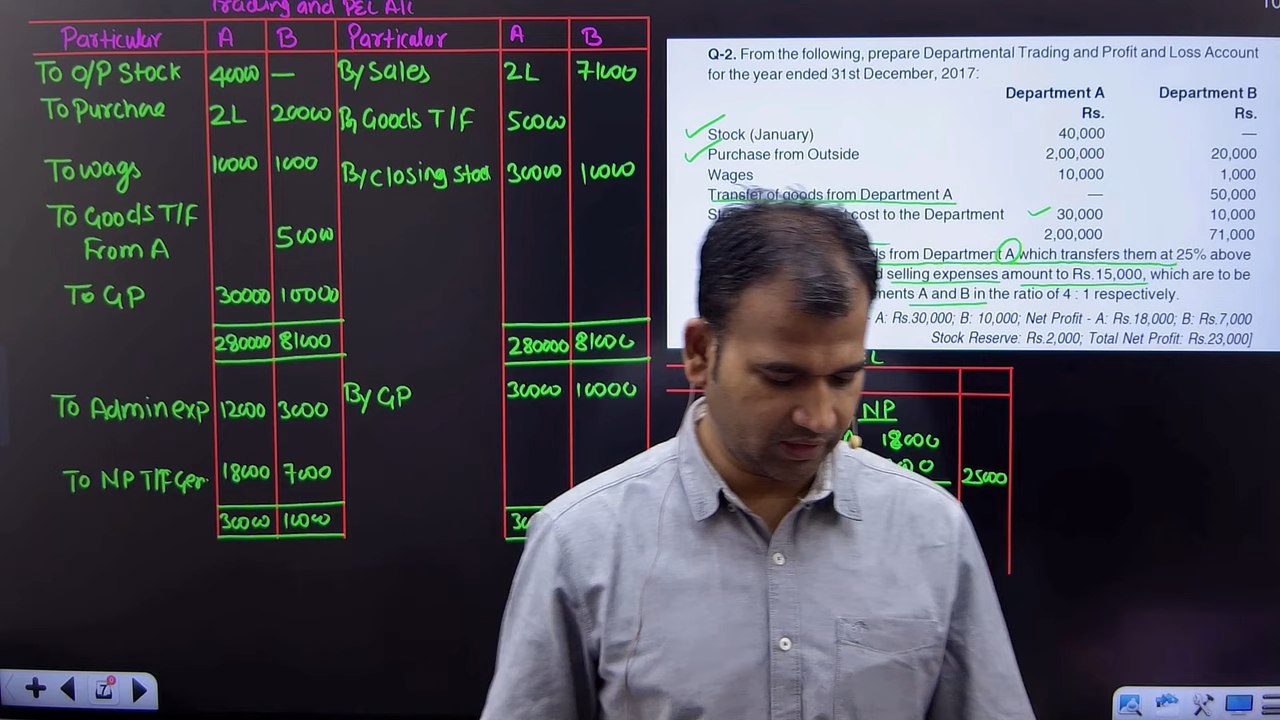 Trading and P&L A/c
Particular A B Particular A B
To O/P Stock 40000 — By Sales 2L 71000
To Purchae 2L 20000 By Goods T/F 50000
To wags 10000 1000 By Closing Stock 30000 10000
To Goods T/F
From A 50000
To GP 30000 10000
280000 81000 280000 81000
To Admin exp 12000 3000 By GP 30000 10000
To NP T/F Gen. 18000 7000
30000 10000
Q-2. From the following, prepare Departmental Trading and Profit and Loss Account
for the year ended 31st December, 2017:
Department A Department B
Rs. Rs.
Stock (January) 40,000 —
Purchase from Outside 2,00,000 20,000
Wages 10,000 1,000
Transfer of goods from Department A — 50,000
cost to the Department 30,000 10,000
2,00,000 71,000
from Department A which transfers them at 25% above
selling expenses amount to Rs.15,000, which are to be
A and B in the ratio of 4 : 1 respectively.
A: Rs.30,000; B: 10,000; Net Profit - A: Rs.18,000; B: Rs.7,000
Stock Reserve: Rs.2,000; Total Net Profit: Rs.23,000]
NP
18000
25000